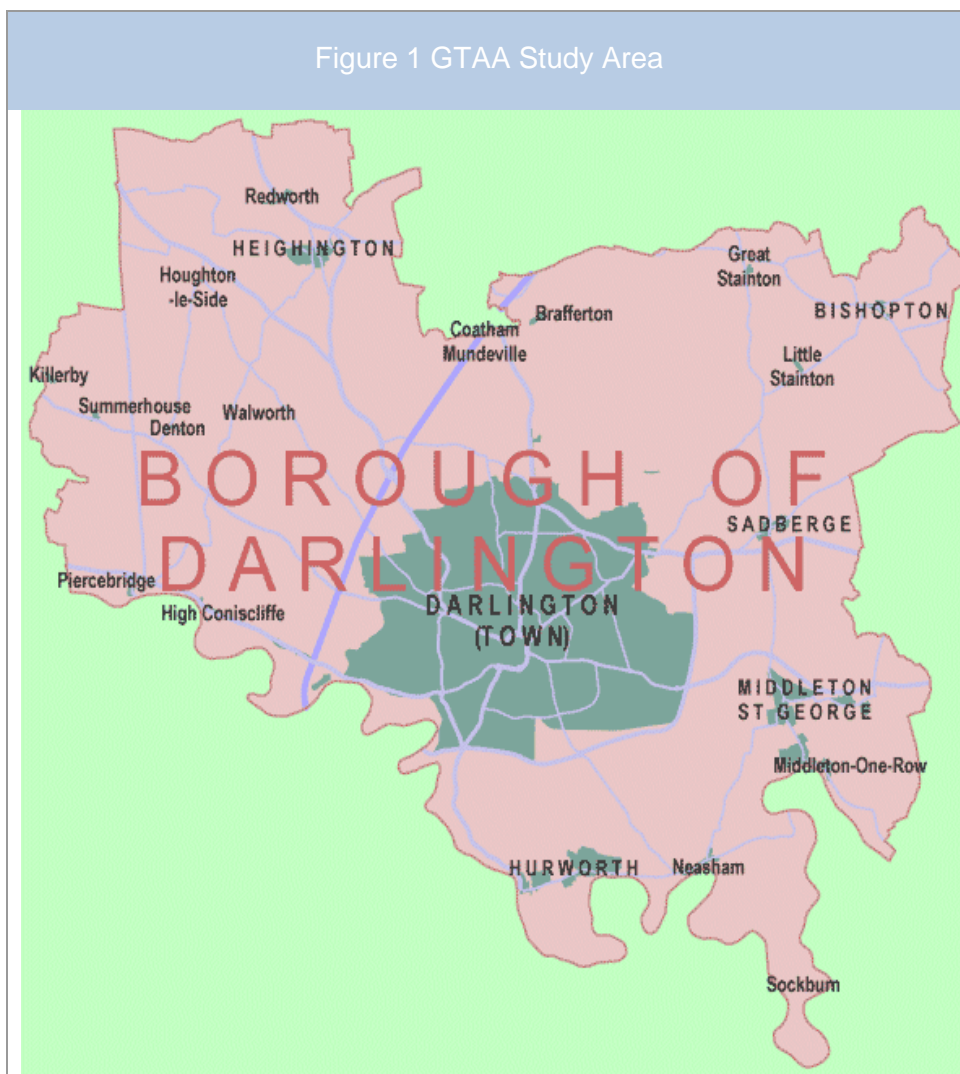 Figure 1 GTAA Study Area
Redworth
HEIGHINGTON
Houghton
-le-Side
Great
Stainton
BISHOPTON
Brafferton
Coatham
Mundeville
Little
Stainton
Killerby
Summerhouse
Denton
Walworth
BOROUGH OF
DARLINGTON
SADBERGE
Piercebridge
High Coniscliffe
DARLINGTON
(TOWN)
MIDDLETON
ST GEORGE
Middleton-One-Row
HURWORTH
Neasham
Sockburn